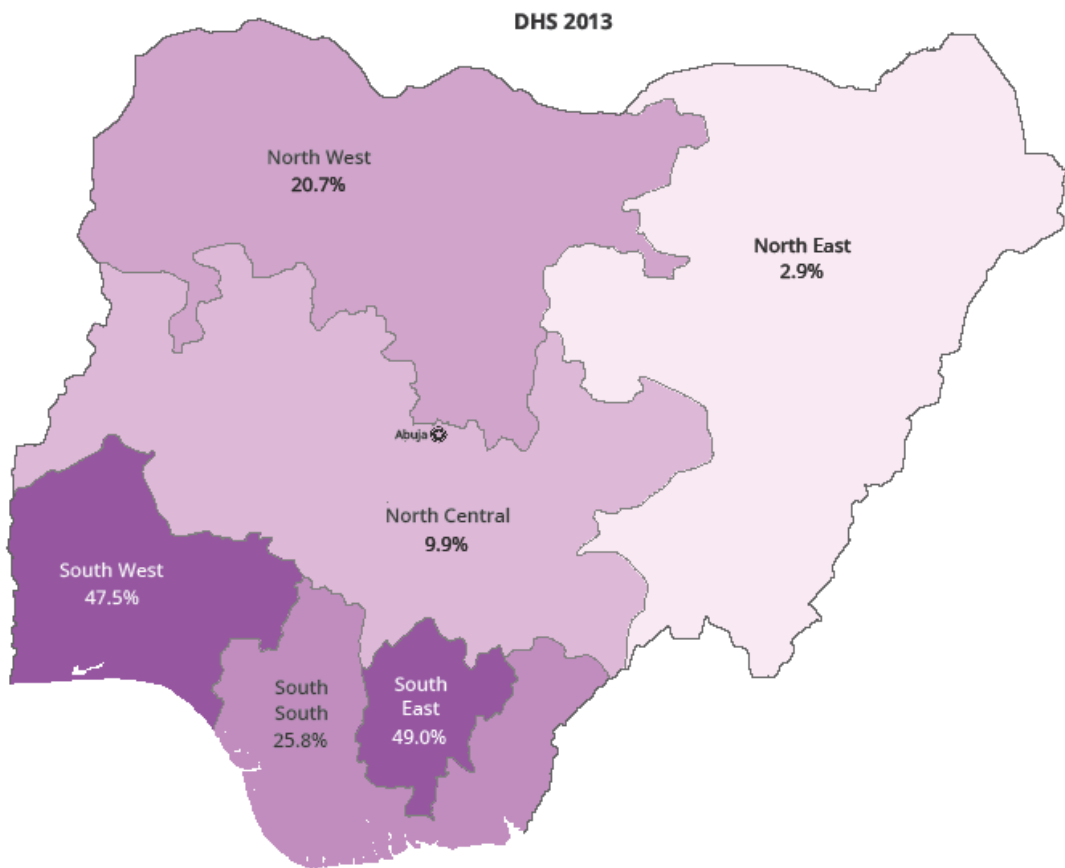 DHS 2013
North West
20.7%
North East
2.9%
Abuja
North Central
9.9%
South West
47.5%
South
South
25.8%
South
East
49.0%